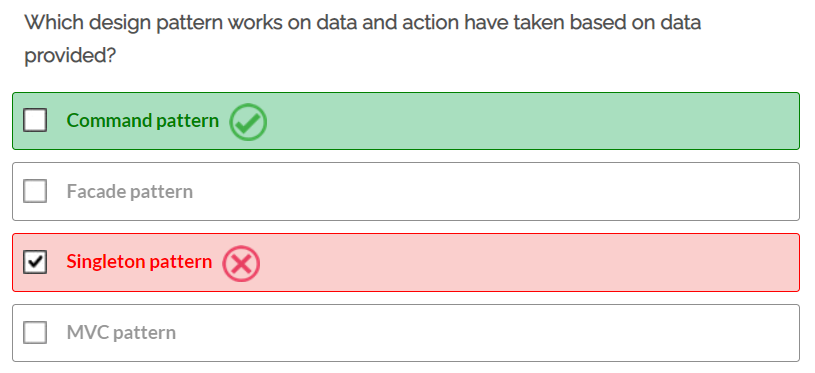 Which design pattern works on data and action have taken based on data
provided?
Command pattern
Facade pattern
Singleton pattern
MVC pattern